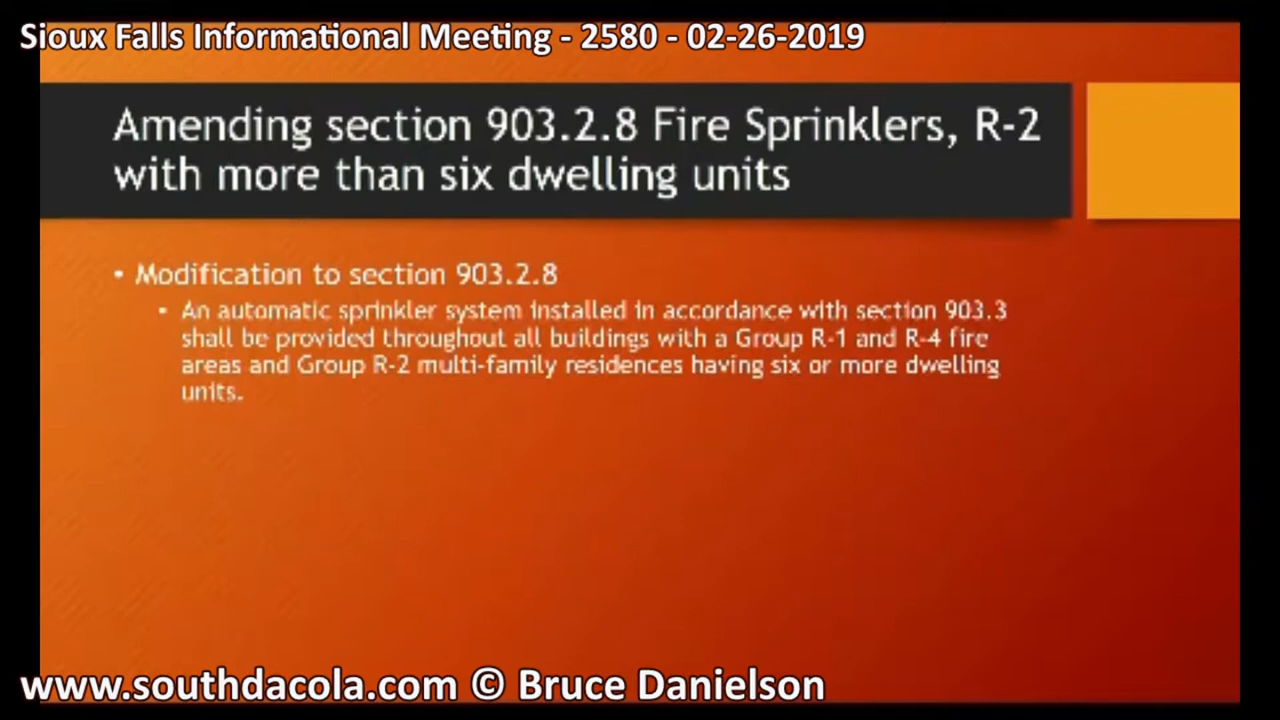 Sioux Falls Informational Meeting - 2580 - 02-26-2019
Amending section 903.2.8 Fire Sprinklers, R-2
with more than six dwelling units
• Modification to section 903.2.8
• An automatic sprinkler system installed in accordance with section 903.3
shall be provided throughout all buildings with a Group R-1 and R-4 fire
areas and Group R-2 multi-family residences having six or more dwelling
units.
www.southdacola.com © Bruce Danielson